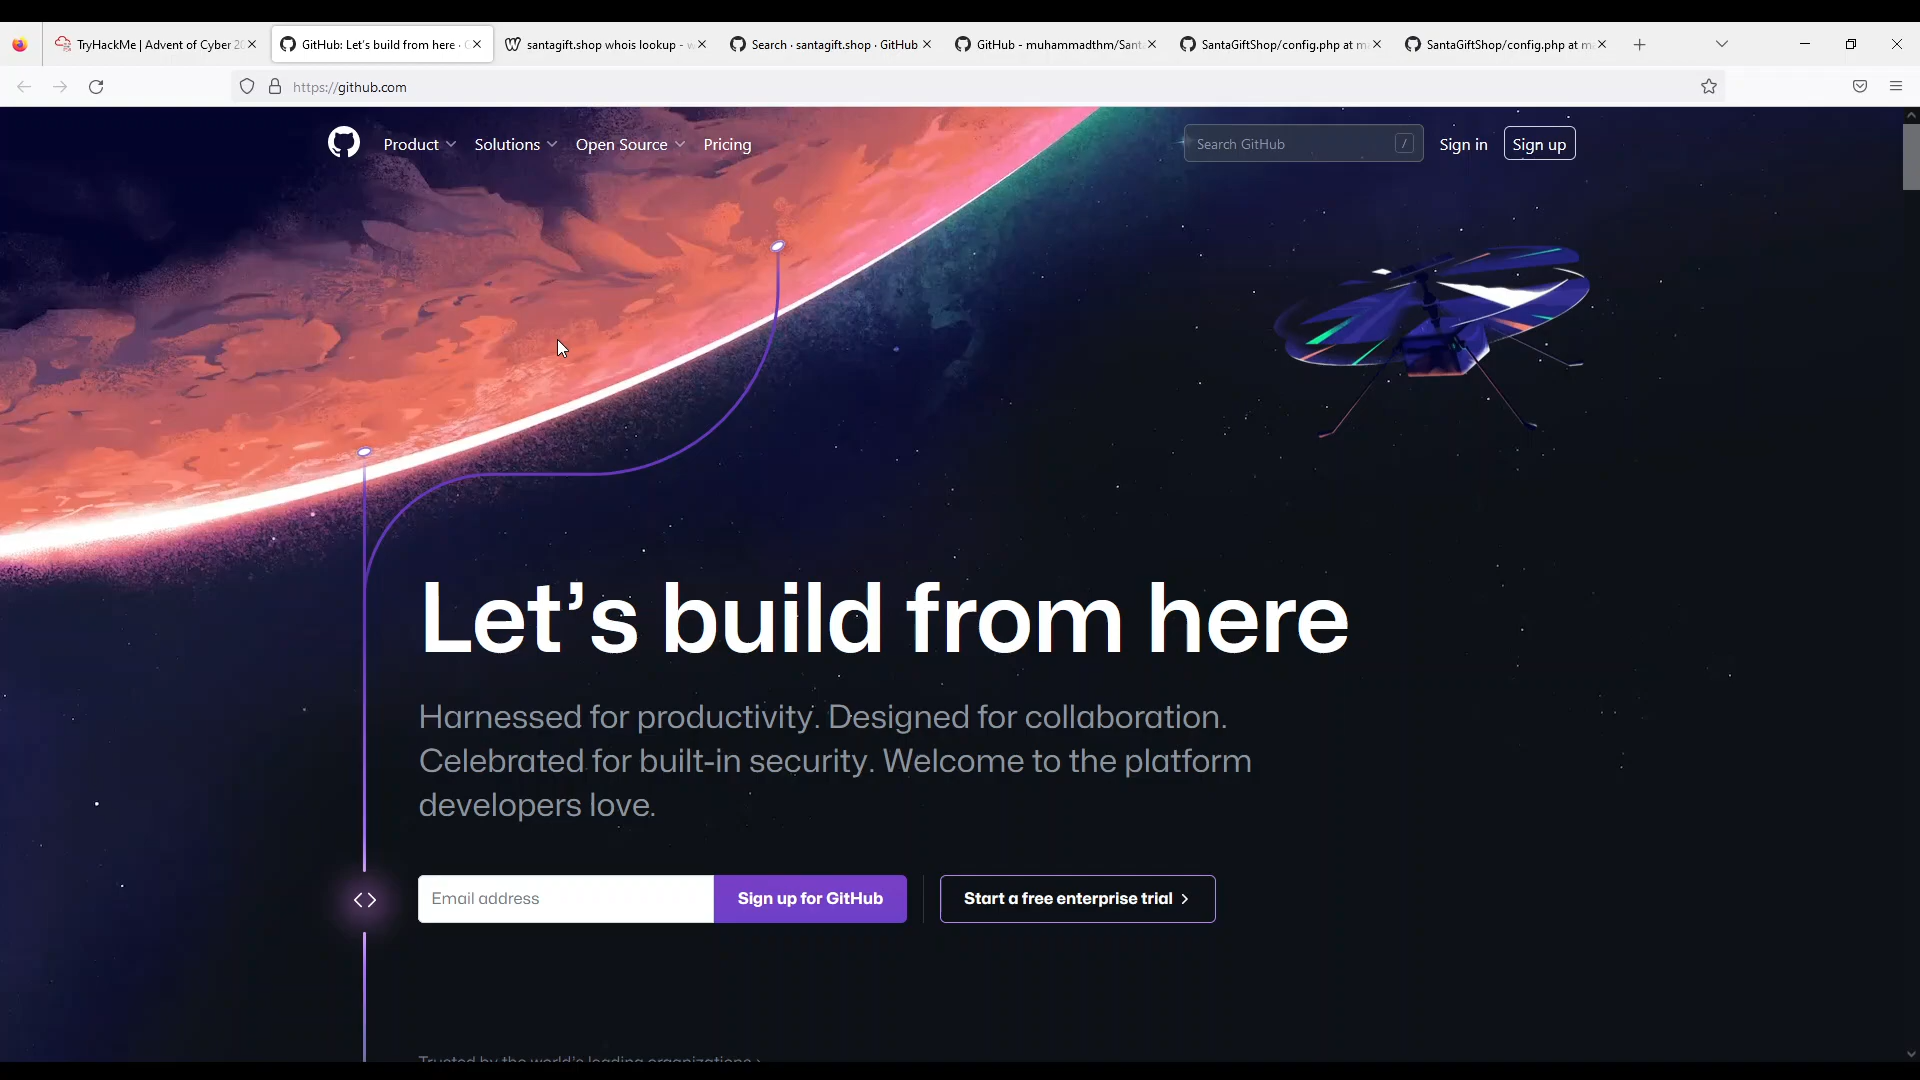 TryHackMe | Advent of Cyber 20
GitHub: Let's build from here ·
santagift.shop whois lookup -
Search · santagift.shop · GitHub
GitHub - muhammadthm/Sant
SantaGiftShop/config.php at m
SantaGiftShop/config.php at ma
https://github.com
Product
Solutions
Open Source
Pricing
Search GitHub
/
Sign in
Sign up
Let's build from here
Harnessed for productivity. Designed for collaboration.
Celebrated for built-in security. Welcome to the platform
developers love.
Email address
Sign up for GitHub
Start a free enterprise trial
Trusted by the world's leading organizations